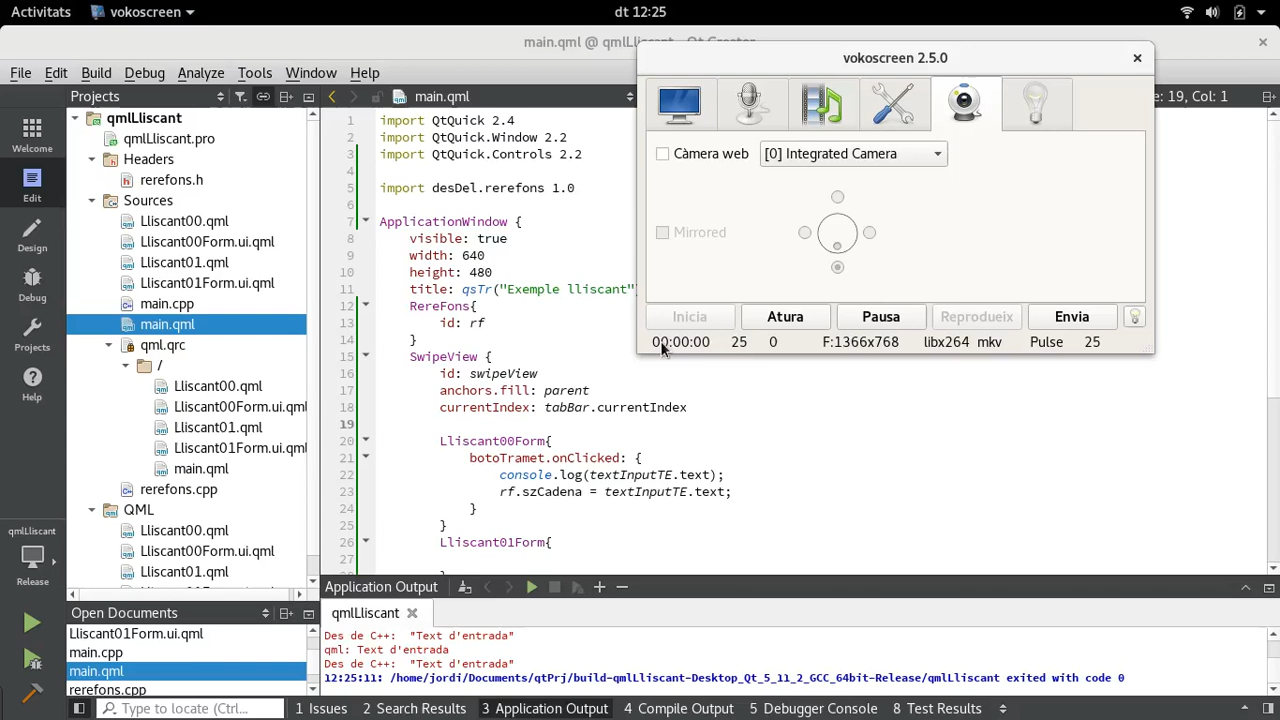 Activitats
vokoscreen
dt 12:25
main.qml @ qmlLl
vokoscreen 2.5.0
File Edit Build Debug Analyze Tools Window Help
Projects
main.qml
e: 19, Col: 1
Welcome
Edit
Design
Debug
Projects
Help
qmlLliscant
Release
qmlLliscant
qmlLliscant.pro
Headers
rerefons.h
Sources
Lliscant00.qml
Lliscant00Form.ui.qml
Lliscant01.qml
Lliscant01Form.ui.qml
main.cpp
main.qml
qml.qrc
/
Lliscant00.qml
Lliscant00Form.ui.qml
Lliscant01.qml
Lliscant01Form.ui.qml
main.qml
rerefons.cpp
QML
Lliscant00.qml
Lliscant00Form.ui.qml
Lliscant01.qml
Open Documents
Lliscant01Form.ui.qml
main.cpp
main.qml
rerefons.cpp
1 import QtQuick 2.4
2 import QtQuick.Window 2.2
3 import QtQuick.Controls 2.2
4
5 import desDel.rerefons 1.0
6
7 ApplicationWindow {
8 visible: true
9 width: 640
10 height: 480
11 title: qsTr("Exemple lliscant"
12 RereFons{
13 id: rf
14 }
15 SwipeView {
16 id: swipeView
17 anchors.fill: parent
18 currentIndex: tabBar.currentIndex
19
20 Lliscant00Form{
21 botoTramet.onClicked: {
22 console.log(textInputTE.text);
23 rf.szCadena = textInputTE.text;
24 }
25 }
26 Lliscant01Form{
27
Càmera web
[0] Integrated Camera
Mirrored
Inicia Atura Pausa Reprodueix Envia
00:00:00 25 0 F:1366x768 libx264 mkv Pulse 25
Application Output
qmlLliscant
Des de C++: "Text d'entrada"
qml: Text d'entrada
Des de C++: "Text d'entrada"
12:25:11: /home/jordi/Documents/qtPrj/build-qmlLliscant-Desktop_Qt_5_11_2_GCC_64bit-Release/qmlLliscant exited with code 0
Type to locate (Ctrl...
1 Issues 2 Search Results 3 Application Output 4 Compile Output 5 Debugger Console 8 Test Results